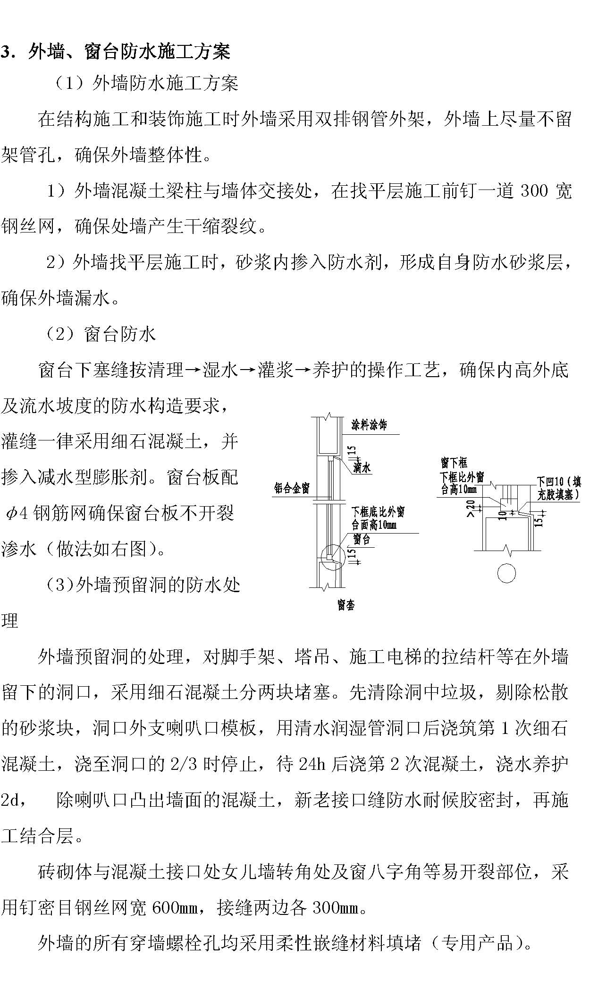 3．外墙、窗台防水施工方案
（1）外墙防水施工方案
在结构施工和装饰施工时外墙采用双排钢管外架，外墙上尽量不留
架管孔，确保外墙整体性。
1）外墙混凝土梁柱与墙体交接处，在找平层施工前钉一道 300 宽
钢丝网，确保处墙产生干缩裂纹。
2）外墙找平层施工时，砂浆内掺入防水剂，形成自身防水砂浆层，
确保外墙漏水。
（2）窗台防水
窗台下塞缝按清理→湿水→灌浆→养护的操作工艺，确保内高外底
及流水坡度的防水构造要求，
灌缝一律采用细石混凝土，并
掺入减水型膨胀剂。窗台板配
φ4 钢筋网确保窗台板不开裂
渗水（做法如右图）。
（3）外墙预留洞的防水处
理
涂料涂饰
15
滴水
铝合金窗
下框底比外窗
台面高10mm
窗台
15
窗套
窗下框
下框比外窗
台高10mm
>20
10
下凹10（填
充胶填塞）
15
外墙预留洞的处理，对脚手架、塔吊、施工电梯的拉结杆等在外墙
留下的洞口，采用细石混凝土分两块堵塞。先清除洞中垃圾，剔除松散
的砂浆块，洞口外支喇叭口模板，用清水润湿管洞口后浇筑第 1 次细石
混凝土，浇至洞口的 2/3 时停止，待 24h 后浇第 2 次混凝土，浇水养护
2d， 除喇叭口凸出墙面的混凝土，新老接口缝防水耐候胶密封，再施
工结合层。
砖砌体与混凝土接口处女儿墙转角处及窗八字角等易开裂部位，采
用钉密目钢丝网宽 600mm，接缝两边各 300mm。
外墙的所有穿墙螺栓孔均采用柔性嵌缝材料填堵（专用产品）。